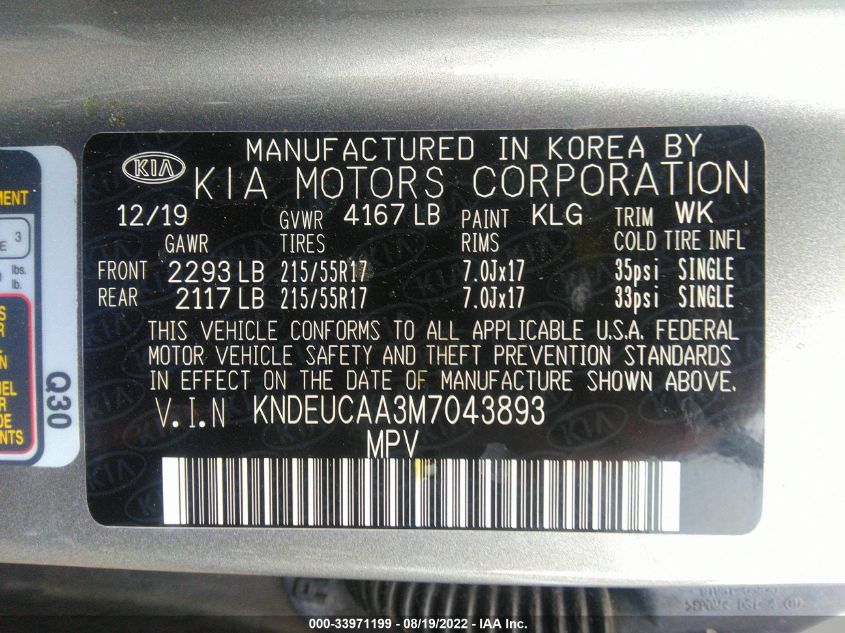 MANUFACTURED IN KOREA BY
KIA KIA MOTORS CORPORATION
12/19 GVWR 4167 LB PAINT KLG TRIM WK
GAWR TIRES RIMS COLD TIRE INFL
FRONT 2293 LB 215/55R17 7.0Jx17 35psi SINGLE
REAR 2117 LB 215/55R17 7.0Jx17 33psi SINGLE
THIS VEHICLE CONFORMS TO ALL APPLICABLE U.S.A. FEDERAL
MOTOR VEHICLE SAFETY AND THEFT PREVENTION STANDARDS
IN EFFECT ON THE DATE OF MANUFACTURE SHOWN ABOVE.
V.I.N KNDEUCAA3M7043893
MPV
3
lbs.
kg.
Q30
000-33971199 - 08/19/2022 - IAA Inc.